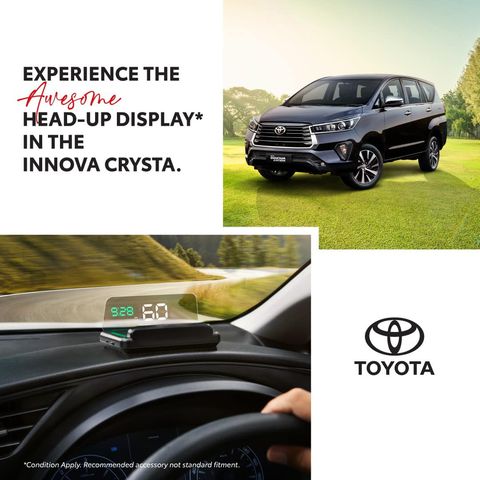 EXPERIENCE THE
Awesome
HEAD-UP DISPLAY*
IN THE
INNOVA CRYSTA.
9:28 60
TOYOTA
*Condition Apply. Recommended accessory not standard fitment.